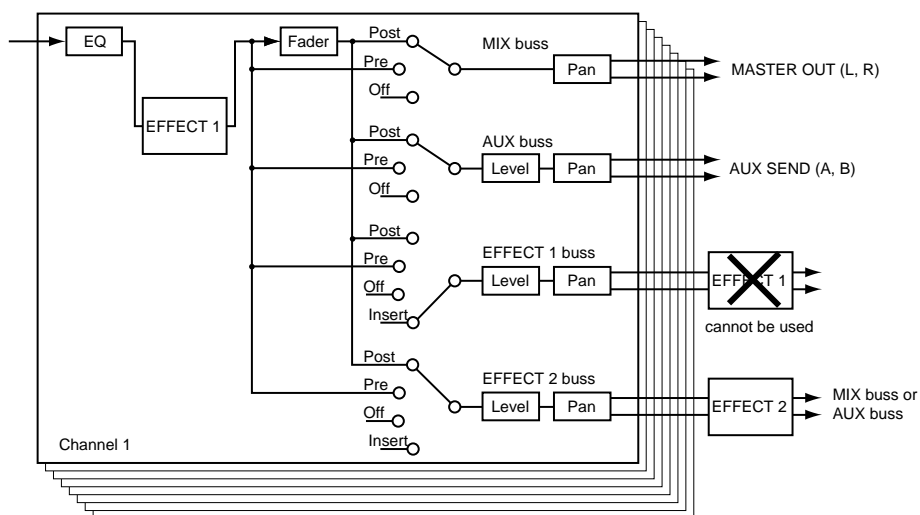 EQ
Fader
Post
MIX buss
Pre
Pan
MASTER OUT (L, R)
Off
EFFECT 1
Post
AUX buss
Pre
Level
Pan
AUX SEND (A, B)
Off
Post
EFFECT 1 buss
Pre
Level
Pan
EFFECT 1
Off
Insert
cannot be used
Post
EFFECT 2 buss
Pre
Level
Pan
EFFECT 2
MIX buss or
AUX buss
Off
Insert
Channel 1